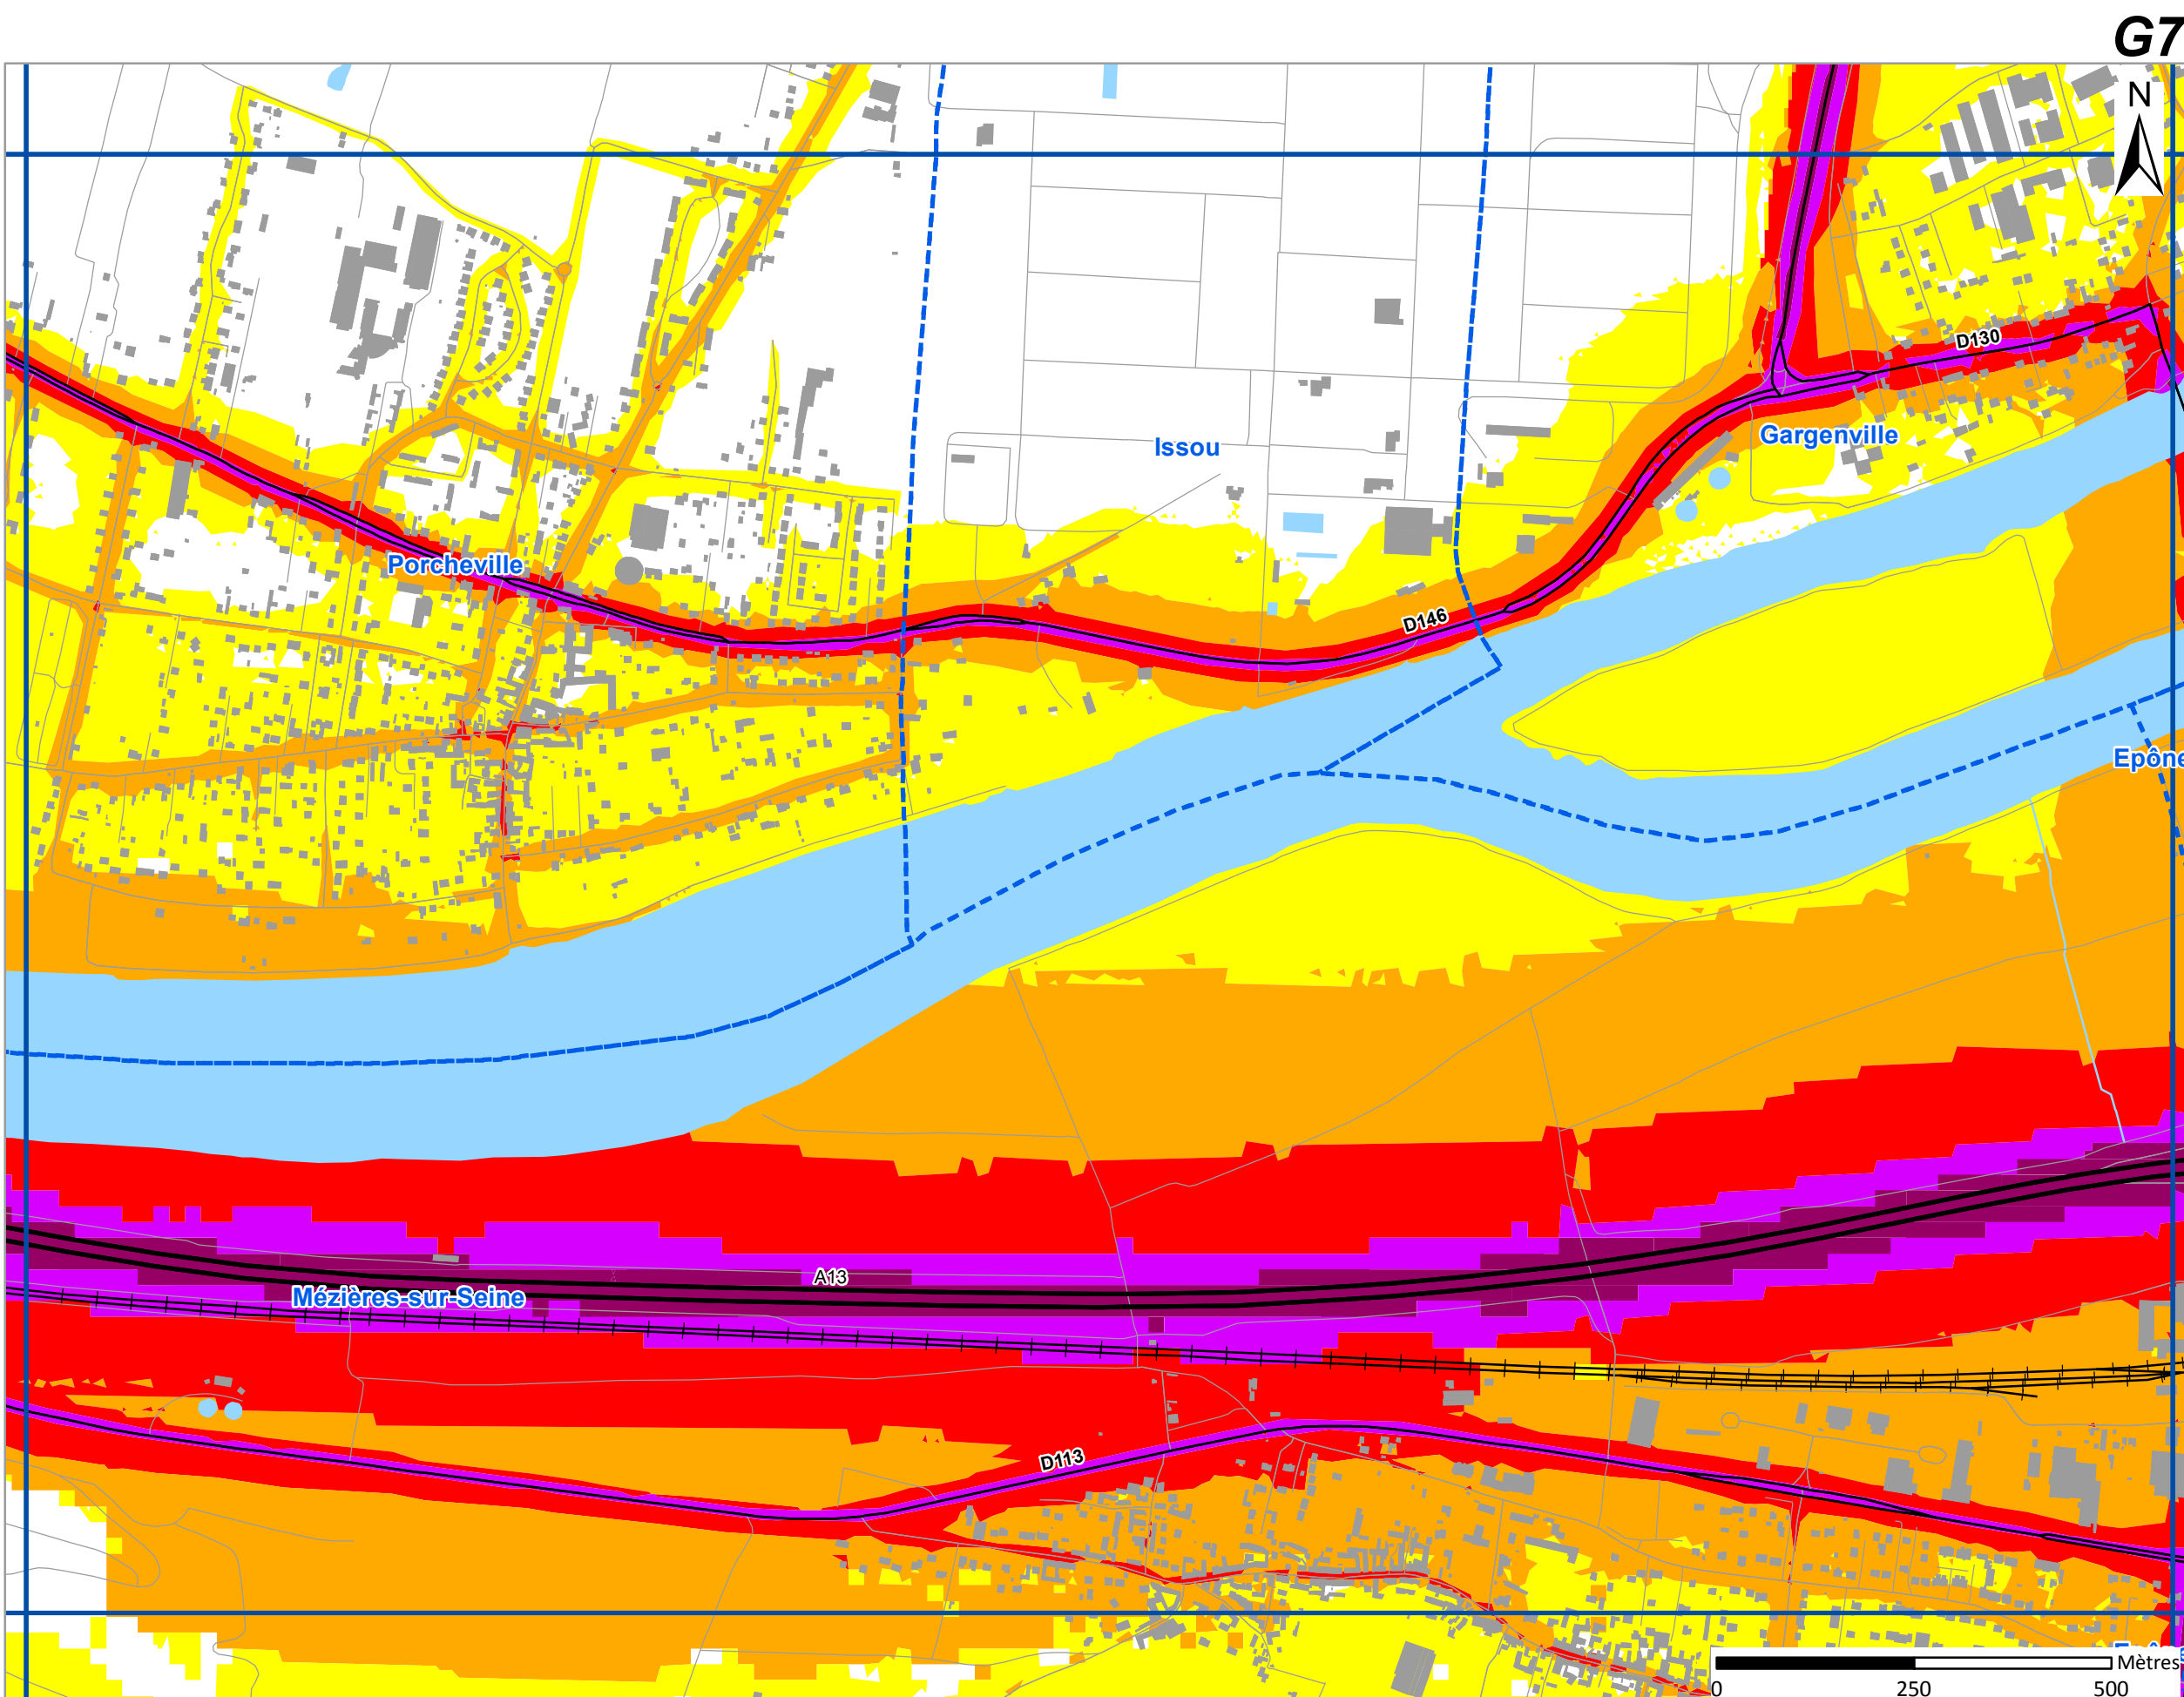 G7
N
D130
Gargenville
Issou
Porcheville
D146
Epône
A13
Mézières-sur-Seine
D113
Mètres
0 250 500